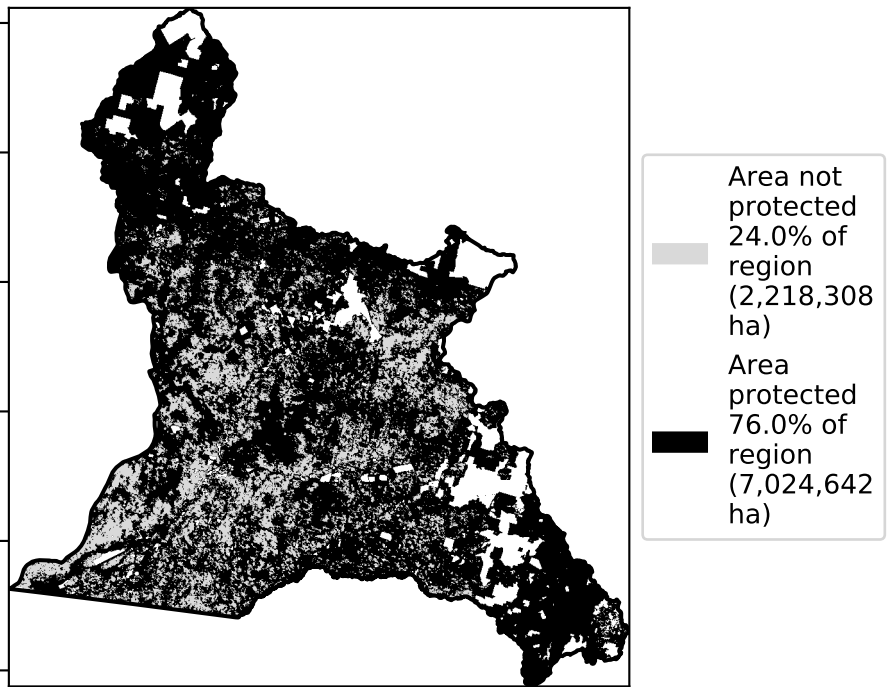 Area not
protected
24.0% of
region
(2,218,308
ha)
Area
protected
76.0% of
region
(7,024,642
ha)